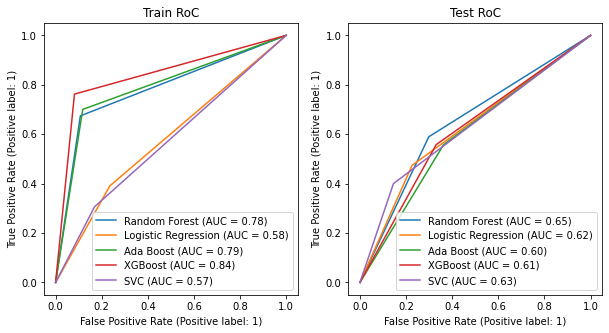 Train RoC
True Positive Rate (Positive label: 1)
1.0
0.8
0.6
0.4
0.2
0.0
Random Forest (AUC = 0.78)
Logistic Regression (AUC = 0.58)
Ada Boost (AUC = 0.79)
XGBoost (AUC = 0.84)
SVC (AUC = 0.57)
0.0 0.2 0.4 0.6 0.8 1.0
False Positive Rate (Positive label: 1)
Test RoC
True Positive Rate (Positive label: 1)
1.0
0.8
0.6
0.4
0.2
0.0
Random Forest (AUC = 0.65)
Logistic Regression (AUC = 0.62)
Ada Boost (AUC = 0.60)
XGBoost (AUC = 0.61)
SVC (AUC = 0.63)
0.0 0.2 0.4 0.6 0.8 1.0
False Positive Rate (Positive label: 1)